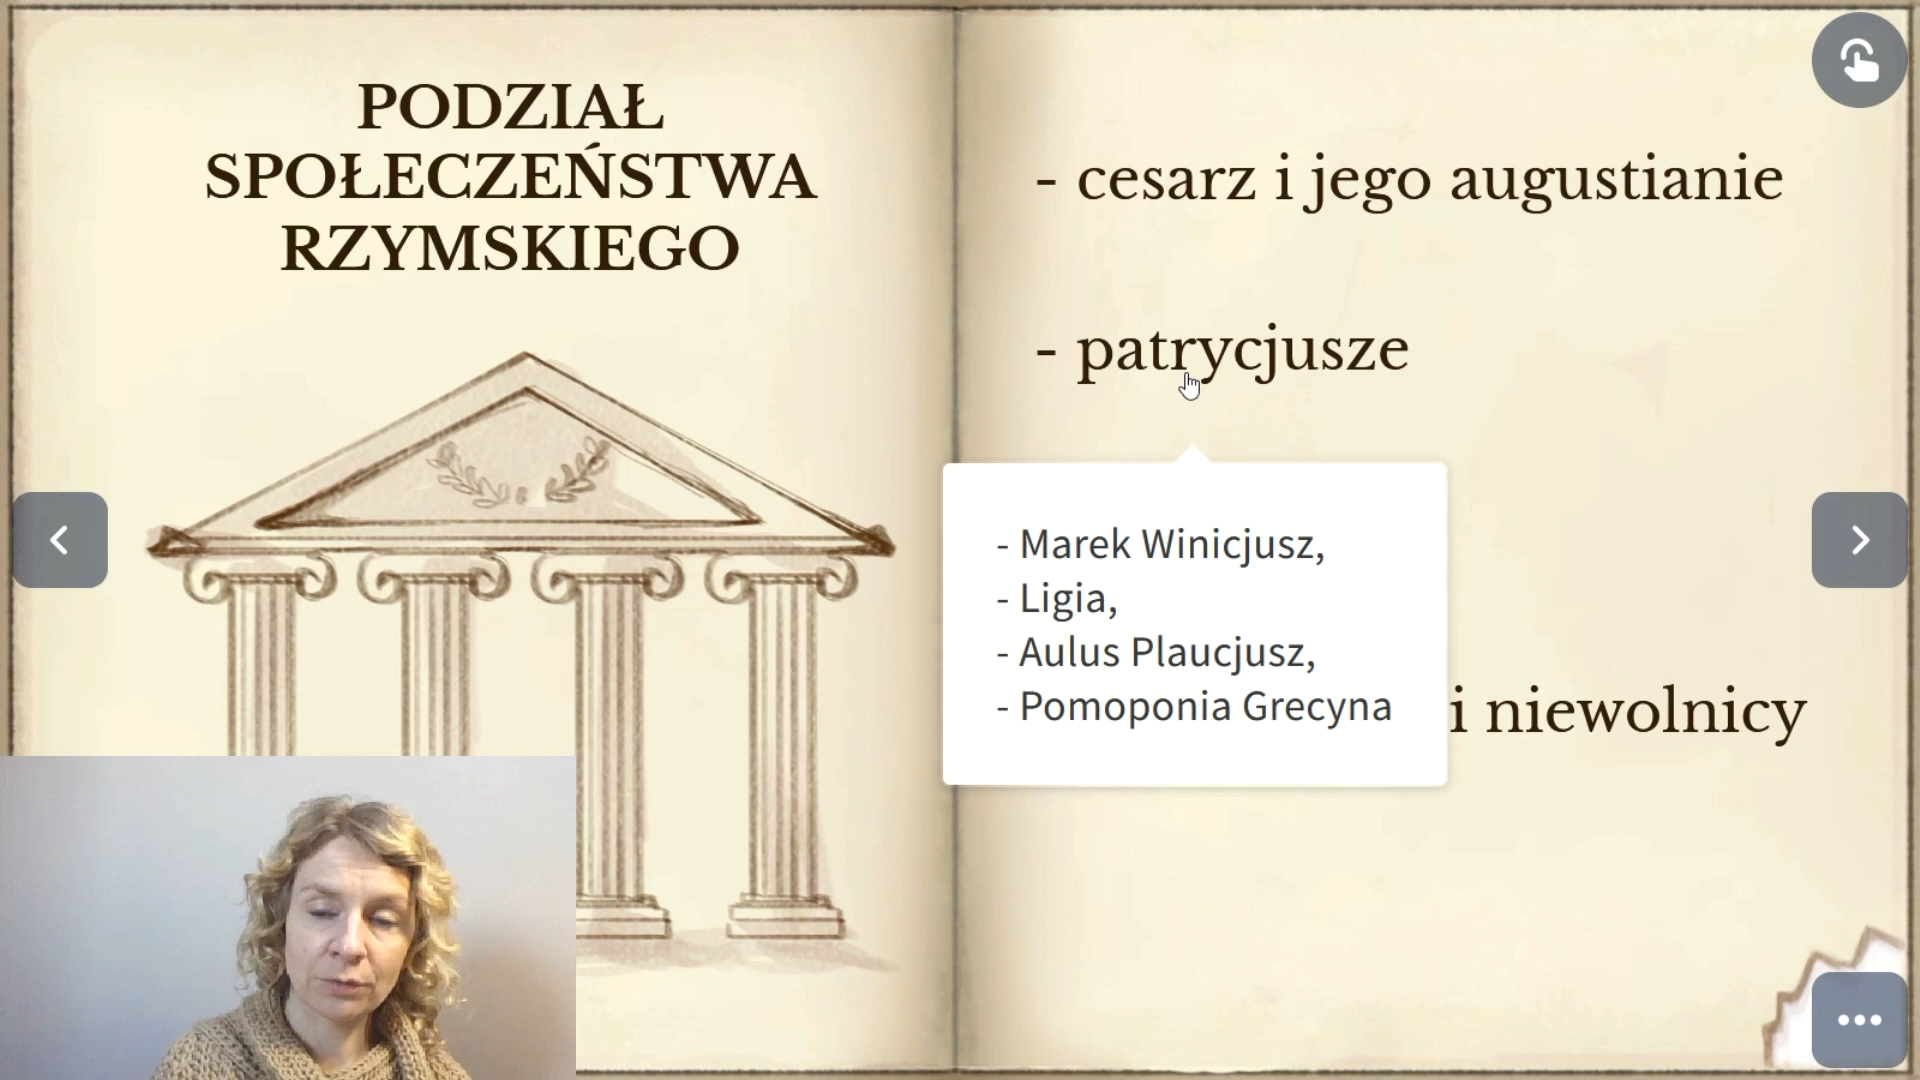 PODZIAŁ
SPOŁECZEŃSTWA
RZYMSKIEGO
- cesarz i jego augustianie
- patrycjusze
- Marek Winicjusz,
- Ligia,
- Aulus Plaucjusz,
- Pomoponia Grecyna
i niewolnicy